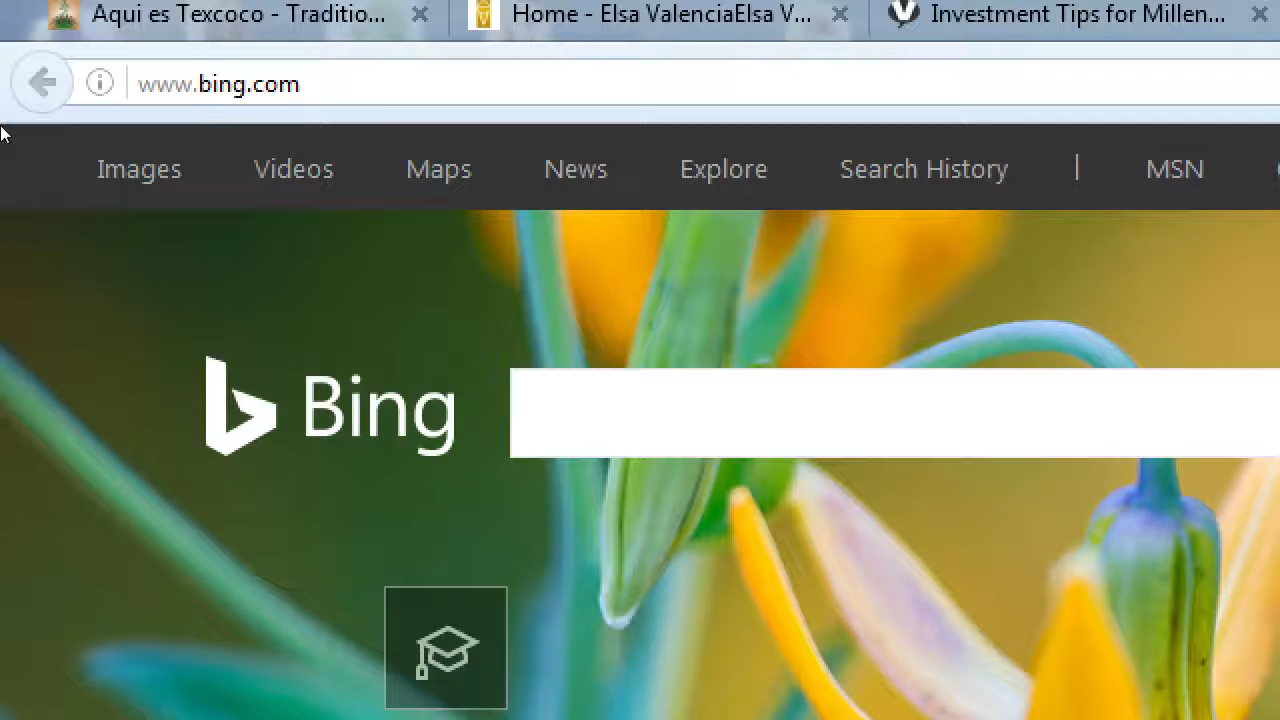 Aqui es Texcoco - Traditio... Home - Elsa ValenciaElsa V... Investment Tips for Millen...
www.bing.com
Images Videos Maps News Explore Search History | MSN
Bing